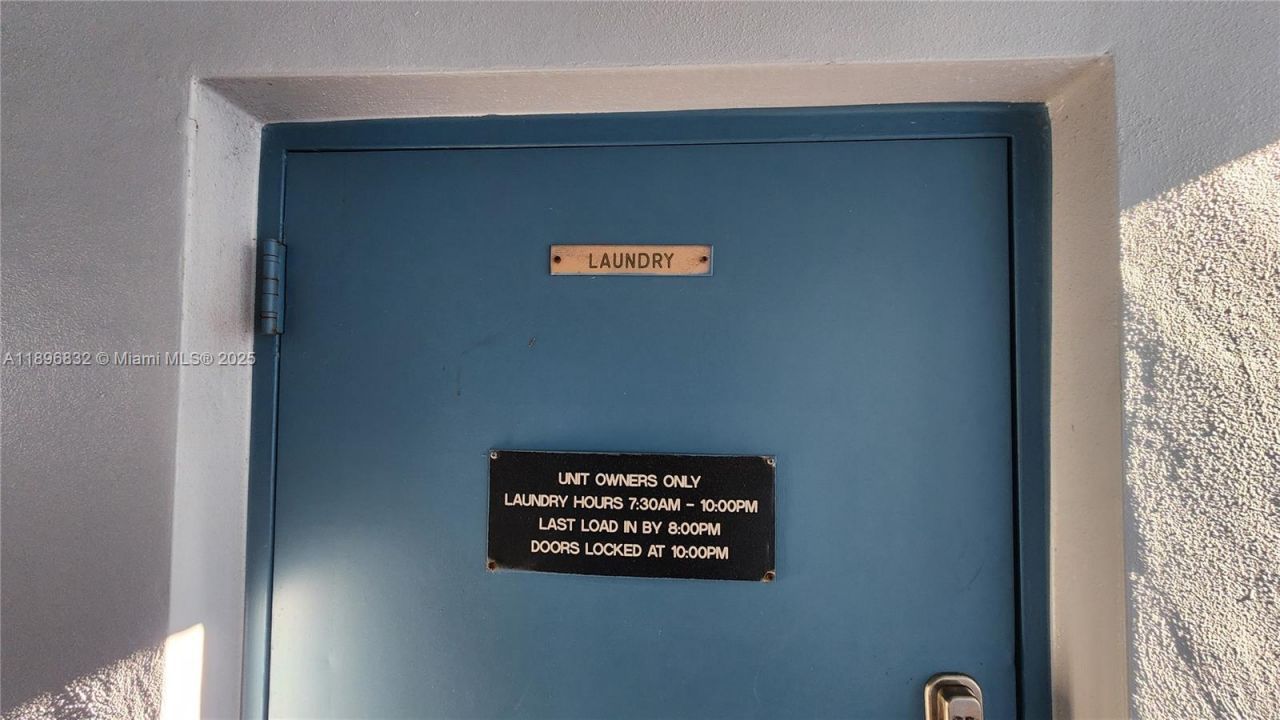 LAUNDRY
A11896832 © Miami MLS® 2025
UNIT OWNERS ONLY
LAUNDRY HOURS 7:30AM - 10:00PM
LAST LOAD IN BY 8:00PM
DOORS LOCKED AT 10:00PM